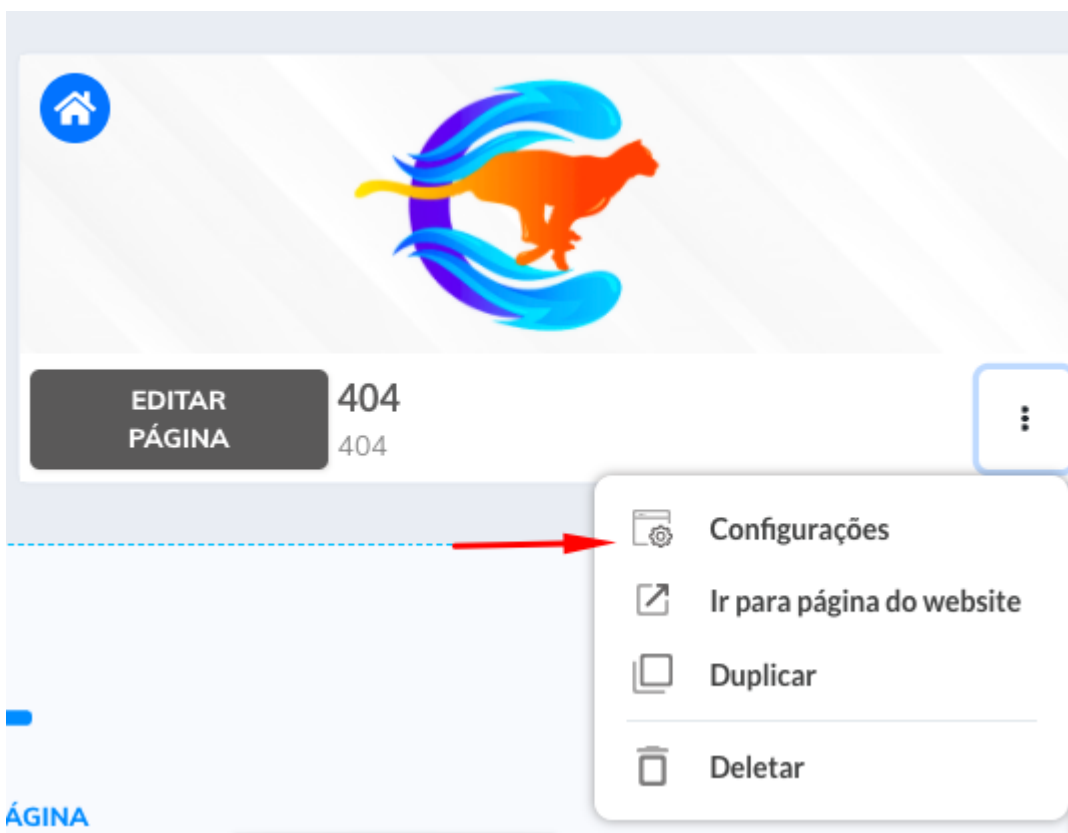 EDITAR
PÁGINA
404
404
Configurações
Ir para página do website
Duplicar
Deletar
ÁGINA